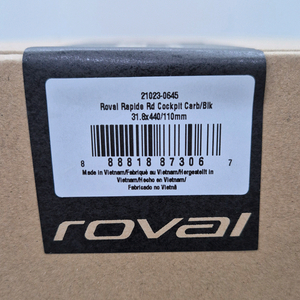 21023-0645
Roval Rapide Rd Cockpit Carb/Blk
31.8x440/110mm
8 88818 87306 7
Made in Vietnam/Fabriqué au Vietnam/Hergestellt in
Vietnam/Hecho en Vietnam/
Fabricado no Vietnã
roval